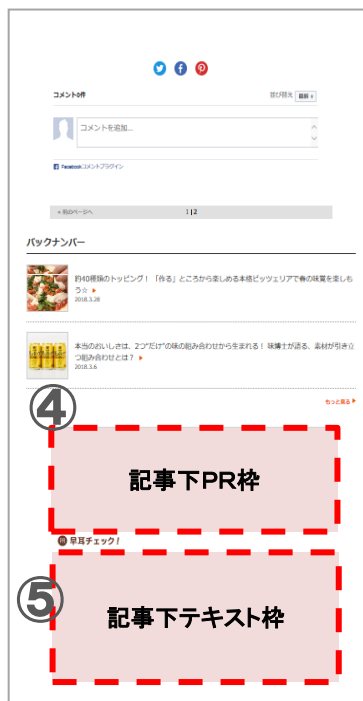 コメント0件
並び替え 最新
コメントを追加...
Facebookコメントプラグイン
< 前のページへ
1 | 2
バックナンバー
約40種類のトッピング！ 「作る」ところから楽しめる本格ピッツェリアで春の味覚を楽しもう☆
2018.3.28
本当のおいしさは、2つ"だけ"の味の組み合わせから生まれる！ 味博士が語る、素材が引き立つ組み合わせとは？
2018.3.6
もっと見る
④
記事下PR枠
早耳チェック！
⑤
記事下テキスト枠